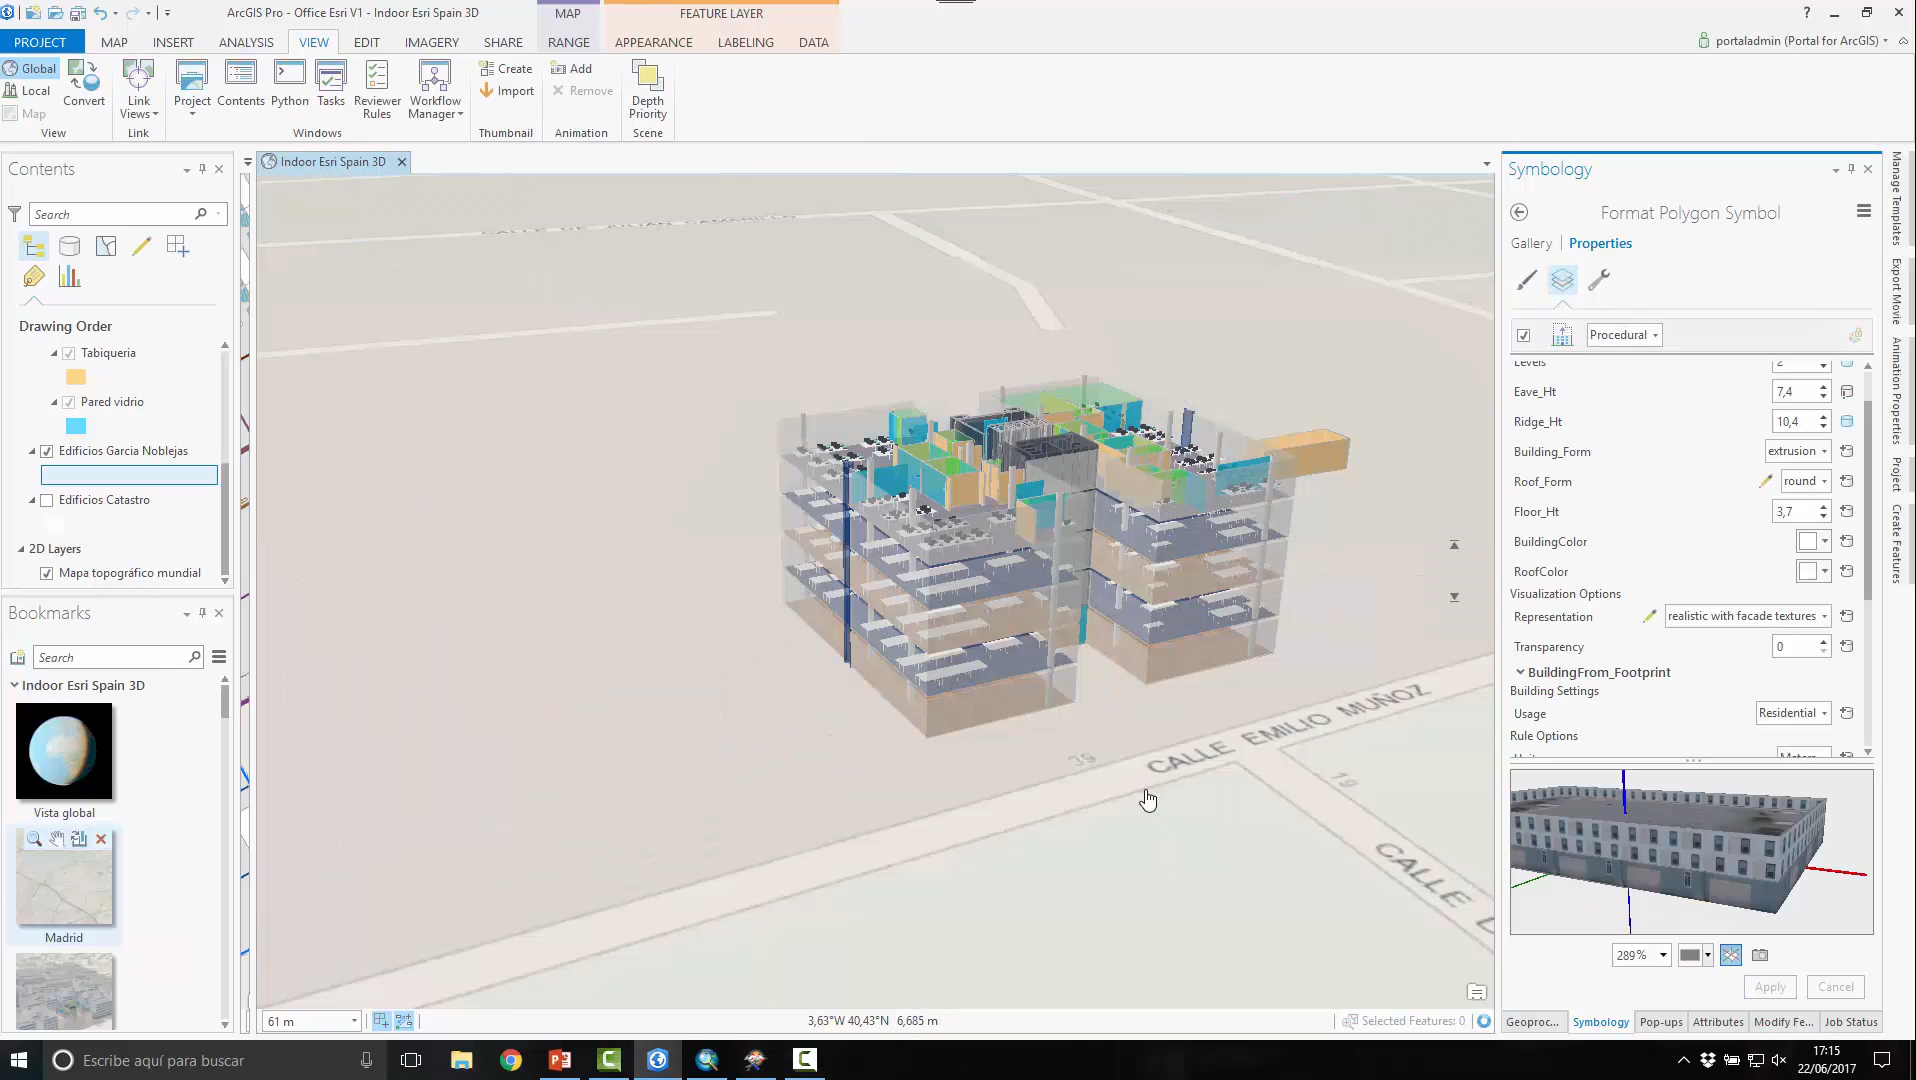 ArcGIS Pro - Office Esri V1 - Indoor Esri Spain 3D
MAP
FEATURE LAYER
?
PROJECT
MAP
INSERT
ANALYSIS
VIEW
EDIT
IMAGERY
SHARE
RANGE
APPEARANCE
LABELING
DATA
portaladmin (Portal for ArcGIS)
Global
Local
Map
Convert
Link
Views
Project
Contents
Python
Tasks
Reviewer
Rules
Workflow
Manager
Create
Import
Add
Remove
Depth
Priority
View
Link
Windows
Thumbnail
Animation
Scene
Contents
Search
Drawing Order
Tabiqueria
Pared vidrio
Edificios Garcia Noblejas
Edificios Catastro
2D Layers
Mapa topográfico mundial
Bookmarks
Search
Indoor Esri Spain 3D
Vista global
Madrid
Indoor Esri Spain 3D
39
CALLE EMILIO MUÑOZ
19
CALLE
61 m
3,63°W 40,43°N 6,685 m
Selected Features: 0
Symbology
Format Polygon Symbol
Gallery
Properties
Procedural
Levels
2
Eave_Ht
7,4
Ridge_Ht
10,4
Building_Form
extrusion
Roof_Form
round
Floor_Ht
3,7
BuildingColor
RoofColor
Visualization Options
Representation
realistic with facade textures
Transparency
0
BuildingFrom_Footprint
Building Settings
Usage
Residential
Rule Options
289%
Apply
Cancel
Geoproc...
Symbology
Pop-ups
Attributes
Modify Fe...
Job Status
Manage Templates
Export Movie
Animation Properties
Project
Create Features
Escribe aquí para buscar
17:15
22/06/2017